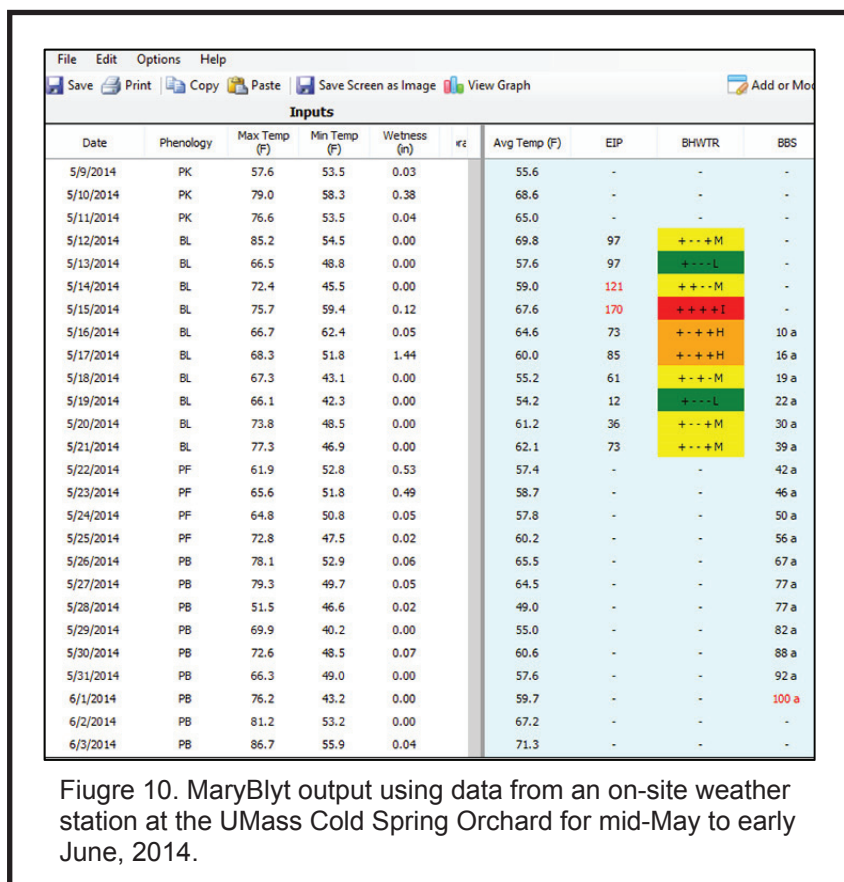 File Edit Options Help
Save Print Copy Paste Save Screen as Image View Graph Add or Mo
Inputs
Date Phenology Max Temp (F) Min Temp (F) Wetness (in) Avg Temp (F) EIP BHWTR BBS
5/9/2014 PK 57.6 53.5 0.03 55.6 - - -
5/10/2014 PK 79.0 58.3 0.38 68.6 - - -
5/11/2014 PK 76.6 53.5 0.04 65.0 - - -
5/12/2014 BL 85.2 54.5 0.00 69.8 97 + - - + M -
5/13/2014 BL 66.5 48.8 0.00 57.6 97 + - - - L -
5/14/2014 BL 72.4 45.5 0.00 59.0 121 + + - - M -
5/15/2014 BL 75.7 59.4 0.12 67.6 170 + + + + I -
5/16/2014 BL 66.7 62.4 0.05 64.6 73 + - + + H 10 a
5/17/2014 BL 68.3 51.8 1.44 60.0 85 + - + + H 16 a
5/18/2014 BL 67.3 43.1 0.00 55.2 61 + - + - M 19 a
5/19/2014 BL 66.1 42.3 0.00 54.2 12 + - - - L 22 a
5/20/2014 BL 73.8 48.5 0.00 61.2 36 + - - + M 30 a
5/21/2014 BL 77.3 46.9 0.00 62.1 73 + - - + M 39 a
5/22/2014 PF 61.9 52.8 0.53 57.4 - - 42 a
5/23/2014 PF 65.6 51.8 0.49 58.7 - - 46 a
5/24/2014 PF 64.8 50.8 0.05 57.8 - - 50 a
5/25/2014 PF 72.8 47.5 0.02 60.2 - - 56 a
5/26/2014 PB 78.1 52.9 0.06 65.5 - - 67 a
5/27/2014 PB 79.3 49.7 0.05 64.5 - - 77 a
5/28/2014 PB 51.5 46.6 0.02 49.0 - - 77 a
5/29/2014 PB 69.9 40.2 0.00 55.0 - - 82 a
5/30/2014 PB 72.6 48.5 0.07 60.6 - - 88 a
5/31/2014 PB 66.3 49.0 0.00 57.6 - - 92 a
6/1/2014 PB 76.2 43.2 0.00 59.7 - - 100 a
6/2/2014 PB 81.2 53.2 0.00 67.2 - - -
6/3/2014 PB 86.7 55.9 0.04 71.3 - - -
Fiugre 10. MaryBlyt output using data from an on-site weather
station at the UMass Cold Spring Orchard for mid-May to early
June, 2014.